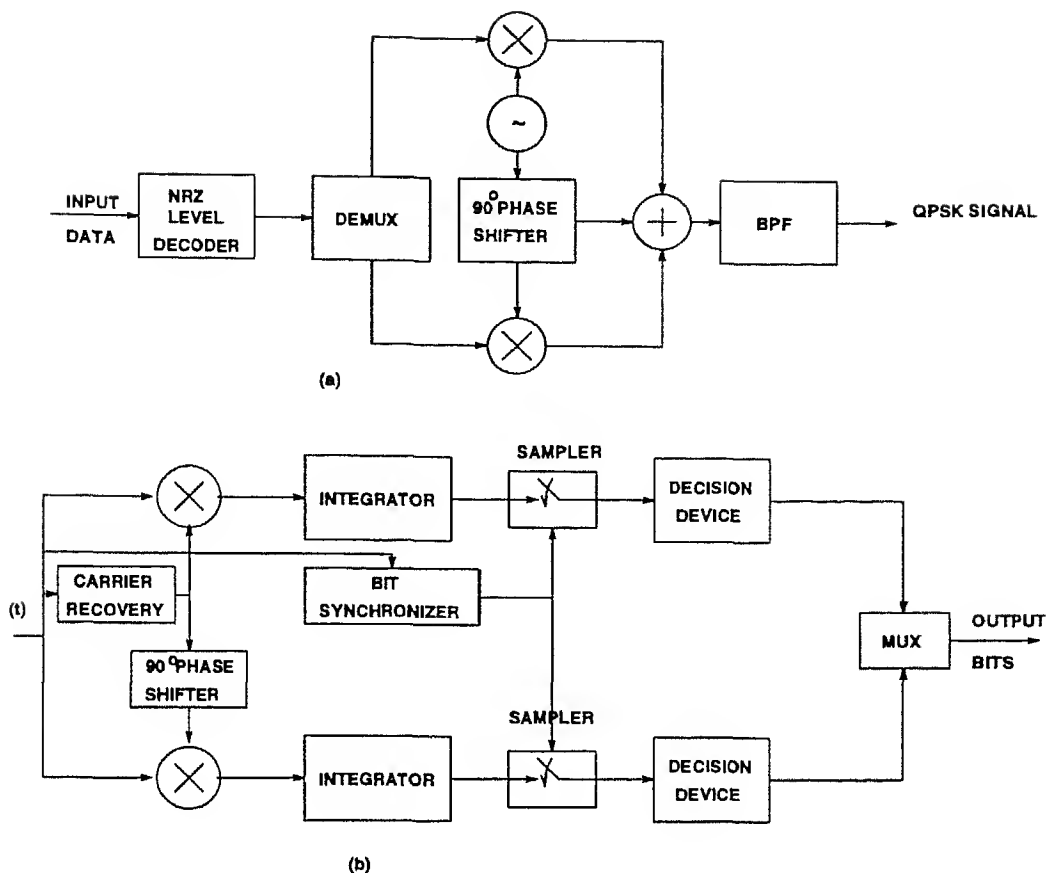 INPUT
DATA
NRZ
LEVEL
DECODER
DEMUX
~
90° PHASE
SHIFTER
BPF
QPSK SIGNAL
(a)
SAMPLER
INTEGRATOR
DECISION
DEVICE
CARRIER
RECOVERY
BIT
SYNCHRONIZER
(t)
90° PHASE
SHIFTER
MUX
OUTPUT
BITS
SAMPLER
INTEGRATOR
DECISION
DEVICE
(b)